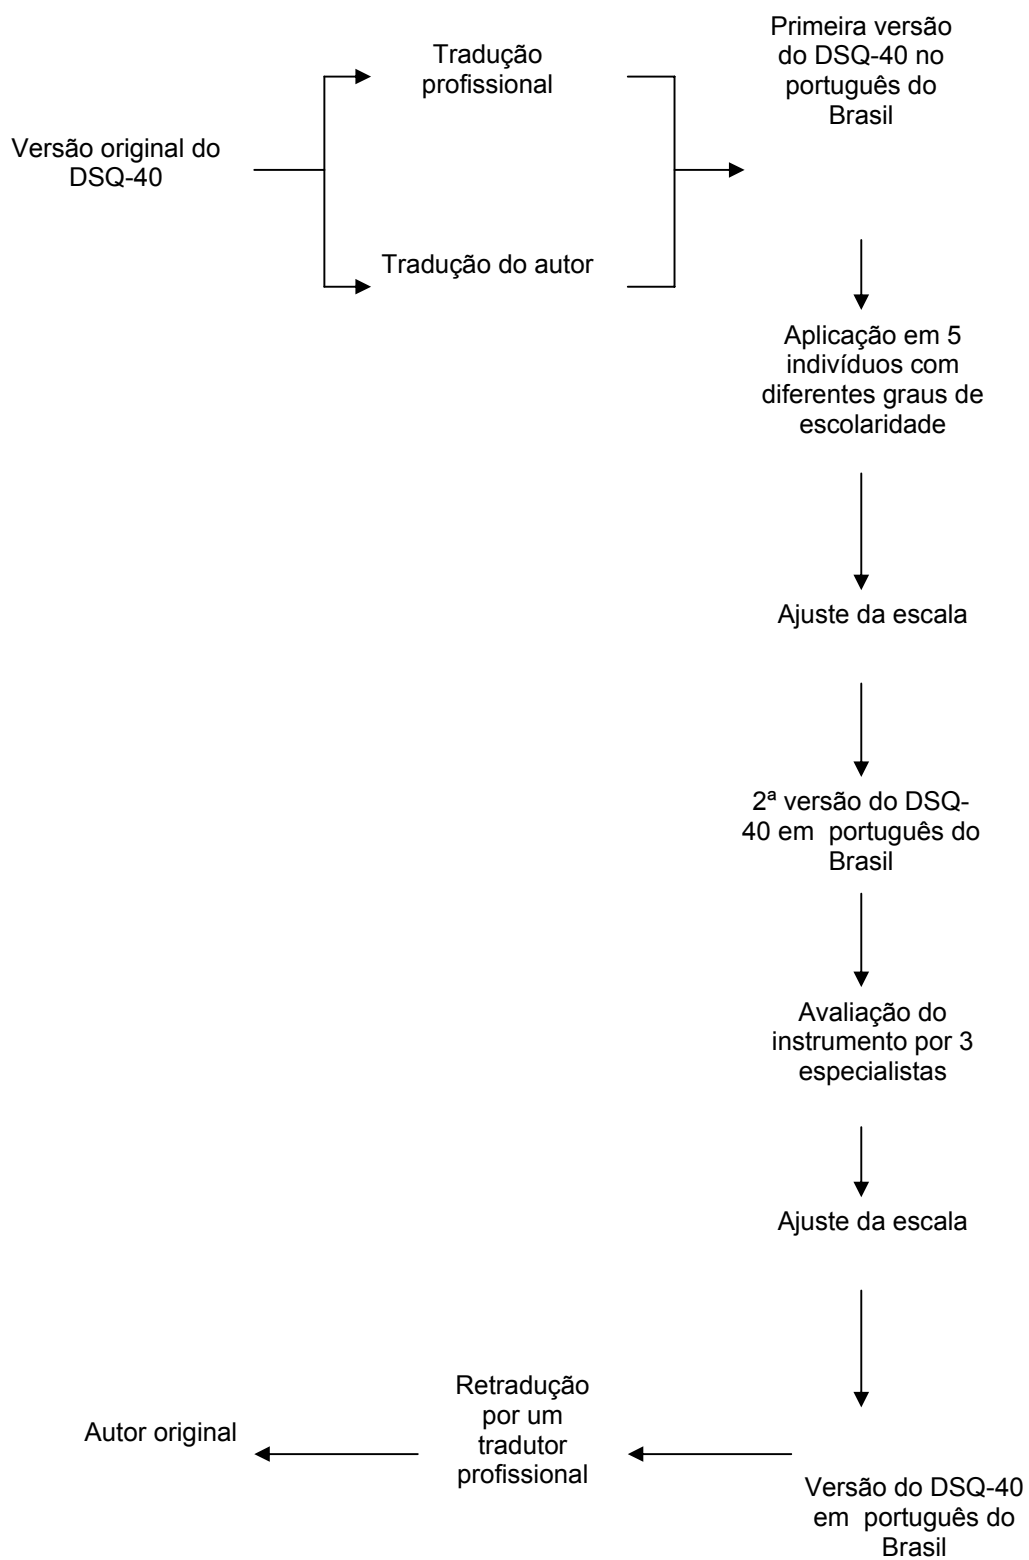 Versão original do
DSQ-40
Tradução
profissional
Tradução do autor
Primeira versão
do DSQ-40 no
português do
Brasil
Aplicação em 5
indivíduos com
diferentes graus de
escolaridade
Ajuste da escala
2ª versão do DSQ-
40 em português do
Brasil
Avaliação do
instrumento por 3
especialistas
Ajuste da escala
Versão do DSQ-40
em português do
Brasil
Retradução
por um
tradutor
profissional
Autor original